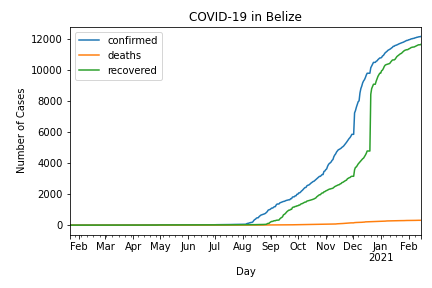 COVID-19 in Belize
confirmed
deaths
recovered
Number of Cases
12000
10000
8000
6000
4000
2000
0
Feb Mar Apr May Jun Jul Aug Sep Oct Nov Dec Jan Feb
2021
Day